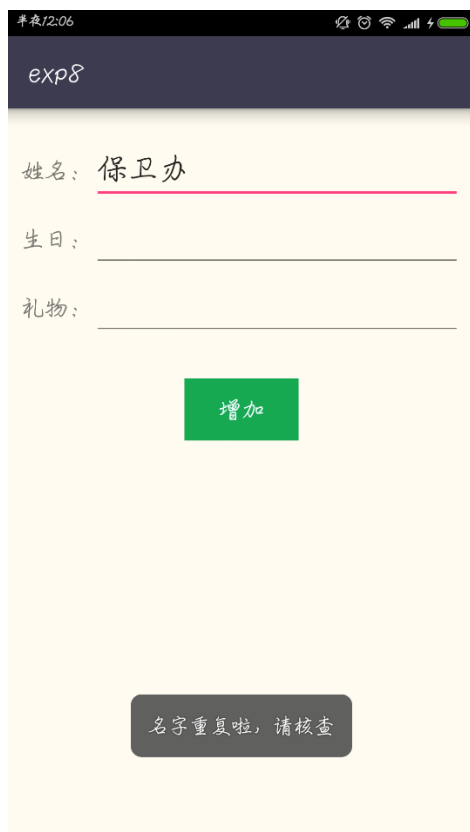 半夜12:06
exp8
姓名：保卫办
生日：
礼物：
增加
名字重复啦，请核查